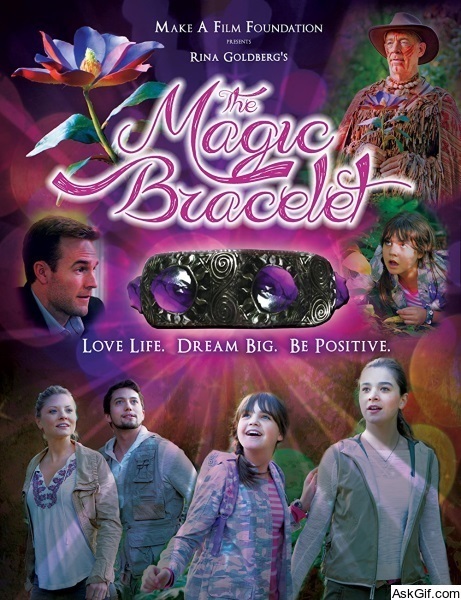 MAKE A FILM FOUNDATION
PRESENTS
RINA GOLDBERG'S
The
Magic
Bracelet
LOVE LIFE. DREAM BIG. BE POSITIVE.
AskGif.com